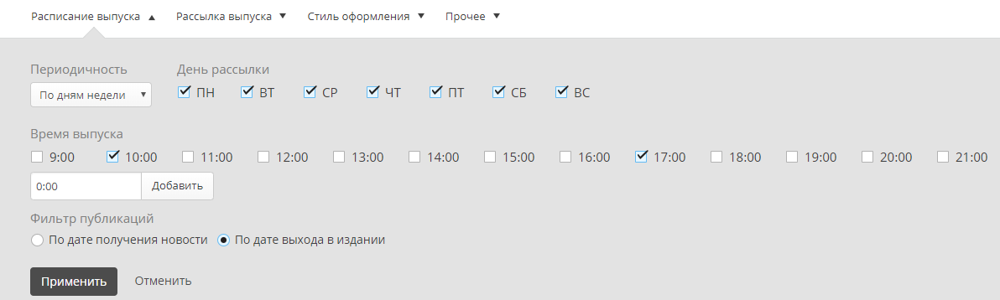 Расписание выпуска Рассылка выпуска Стиль оформления Прочее
Периодичность День рассылки
По дням недели ПН ВТ СР ЧТ ПТ СБ ВС
Время выпуска
9:00 10:00 11:00 12:00 13:00 14:00 15:00 16:00 17:00 18:00 19:00 20:00 21:00
0:00 Добавить
Фильтр публикаций
По дате получения новости По дате выхода в издании
Применить Отменить